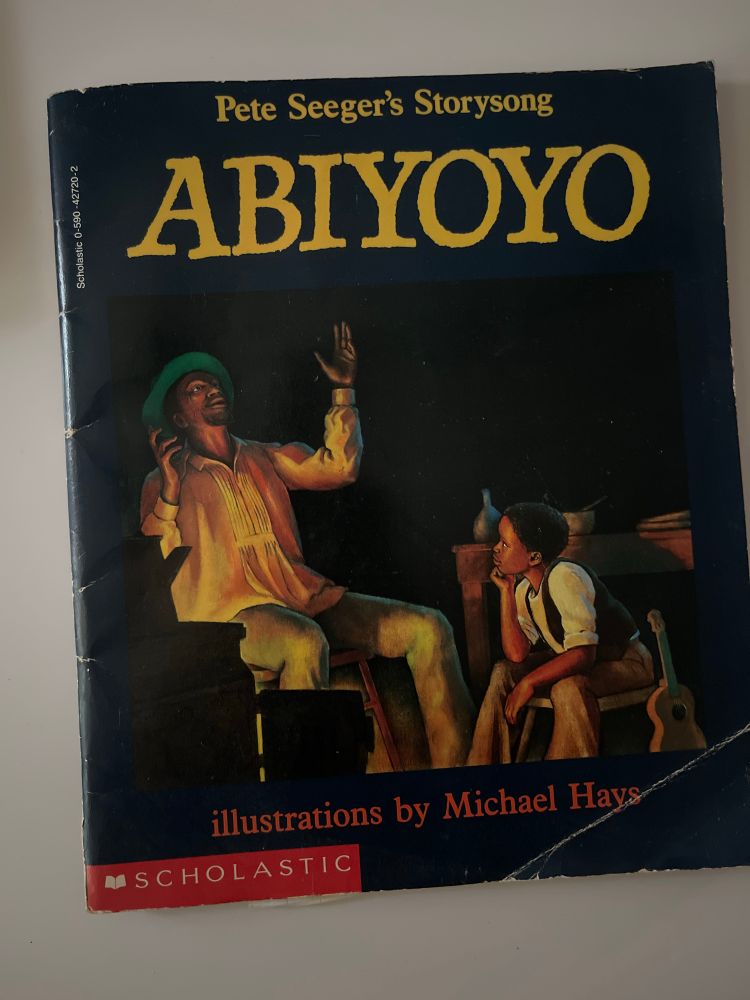 Pete Seeger's Storysong
ABIYOYO
Scholastic 0-590-42720-2
illustrations by Michael Hays
SCHOLASTIC